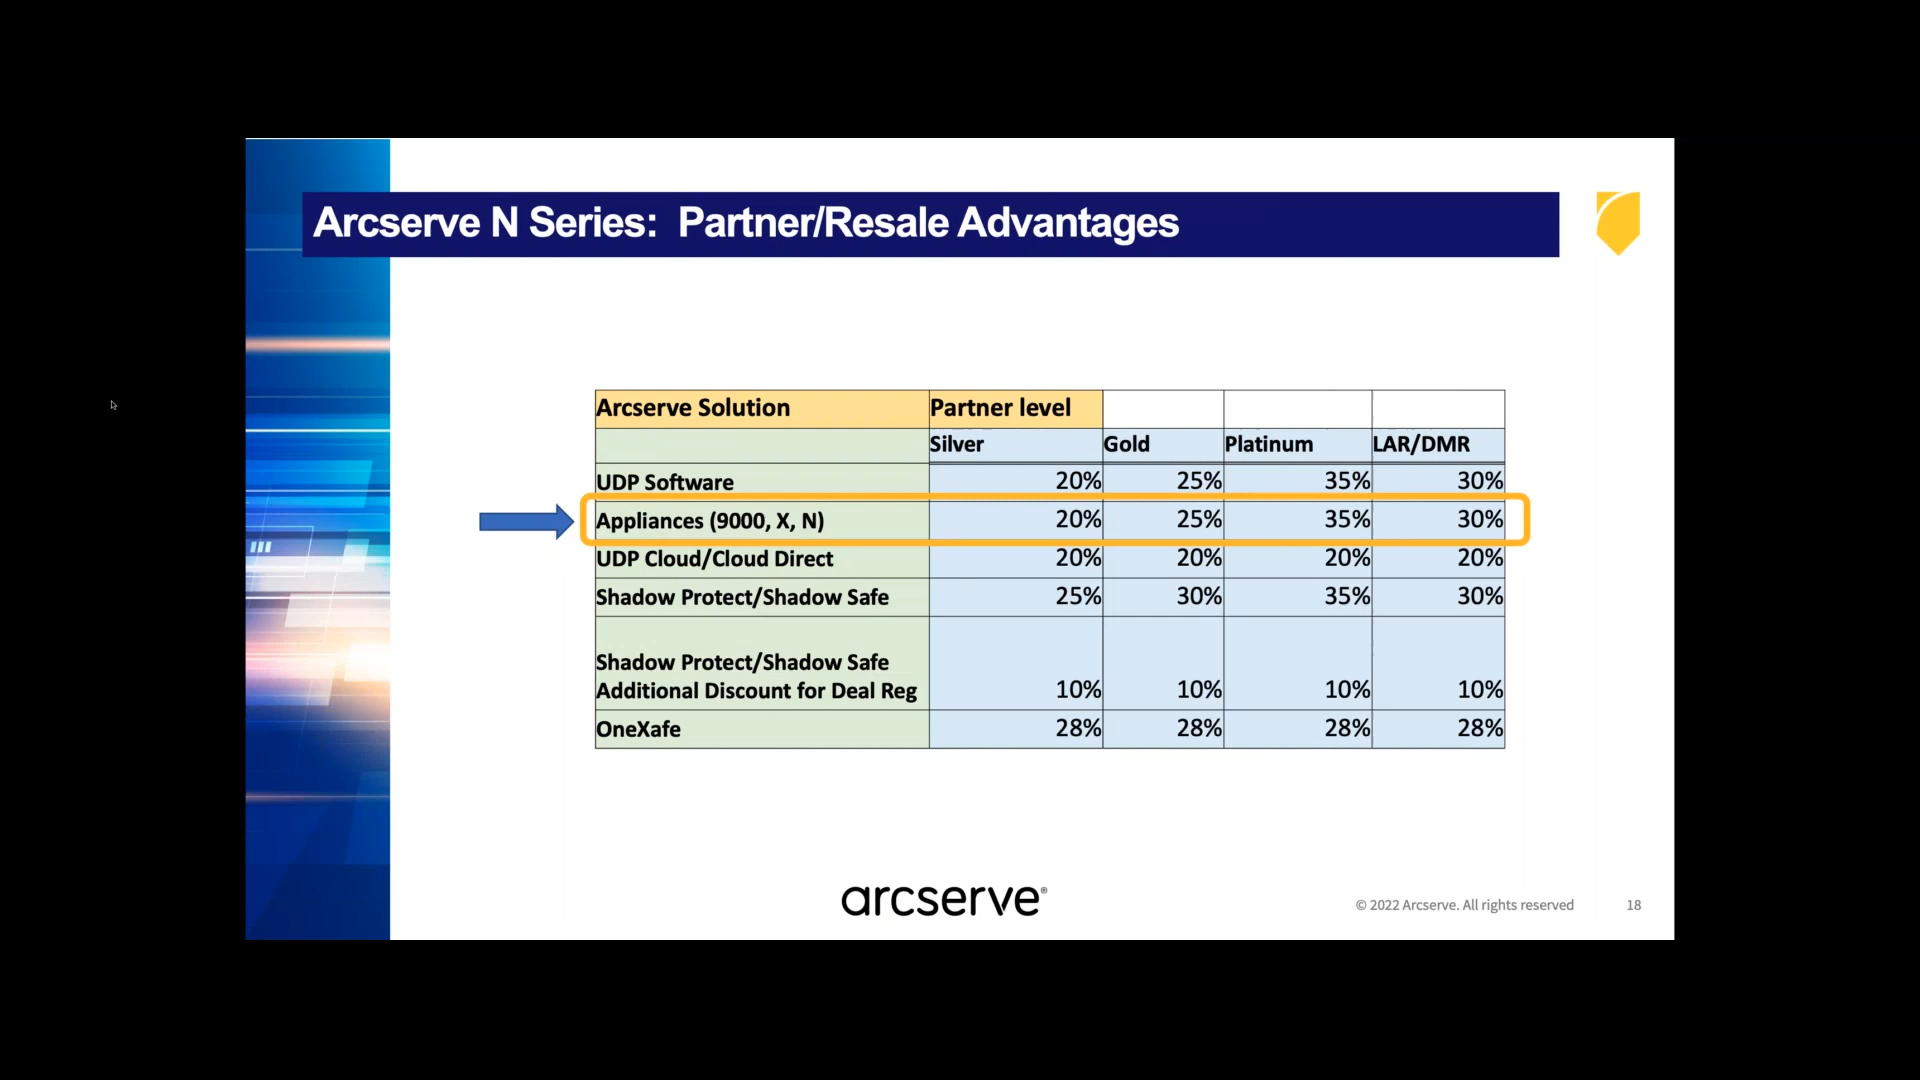 Arcserve N Series:  Partner/Resale Advantages
Arcserve Solution Partner level
Silver Gold Platinum LAR/DMR
UDP Software 20% 25% 35% 30%
Appliances (9000, X, N) 20% 25% 35% 30%
UDP Cloud/Cloud Direct 20% 20% 20% 20%
Shadow Protect/Shadow Safe 25% 30% 35% 30%
Shadow Protect/Shadow Safe
Additional Discount for Deal Reg 10% 10% 10% 10%
OneXafe 28% 28% 28% 28%
arcserve®
© 2022 Arcserve. All rights reserved 18